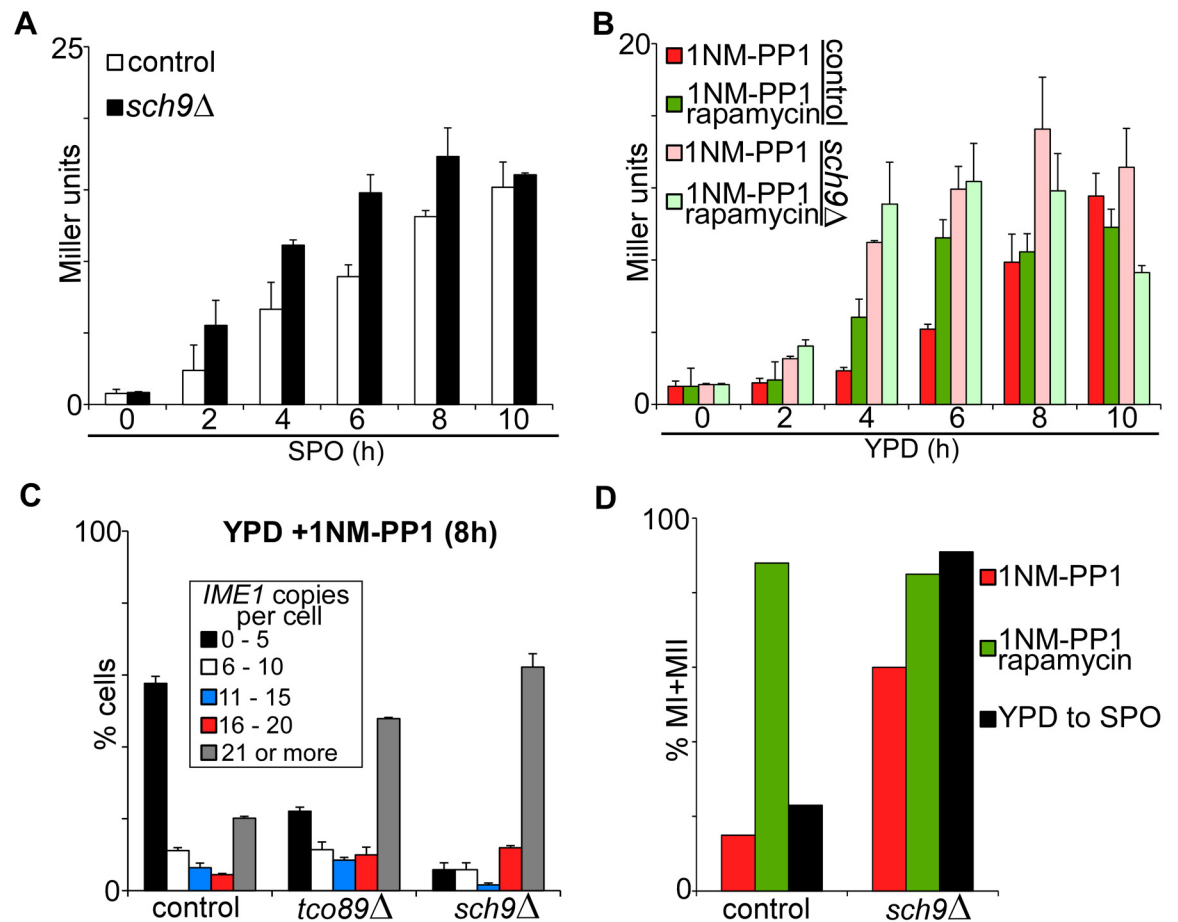 A
25
control
sch9Δ
Miller units
0
0 2 4 6 8 10
SPO (h)
B
20
1NM-PP1
1NM-PP1
rapamycin
control
1NM-PP1
1NM-PP1
rapamycin
sch9Δ
Miller units
0
0 2 4 6 8 10
YPD (h)
C
100
YPD +1NM-PP1 (8h)
IME1 copies
per cell
0 - 5
6 - 10
11 - 15
16 - 20
21 or more
% cells
0
control tco89Δ sch9Δ
D
100
1NM-PP1
1NM-PP1
rapamycin
YPD to SPO
% MI+MII
0
control sch9Δ